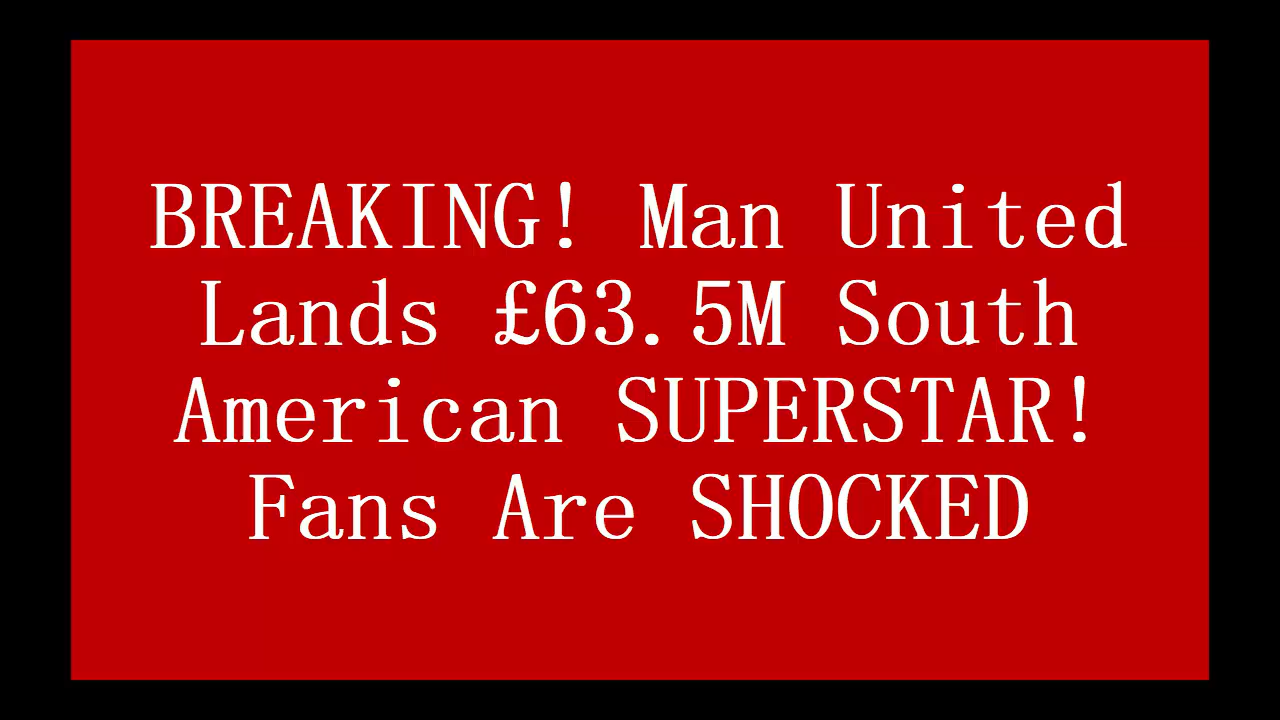 BREAKING! Man United
Lands £63.5M South
American SUPERSTAR!
Fans Are SHOCKED